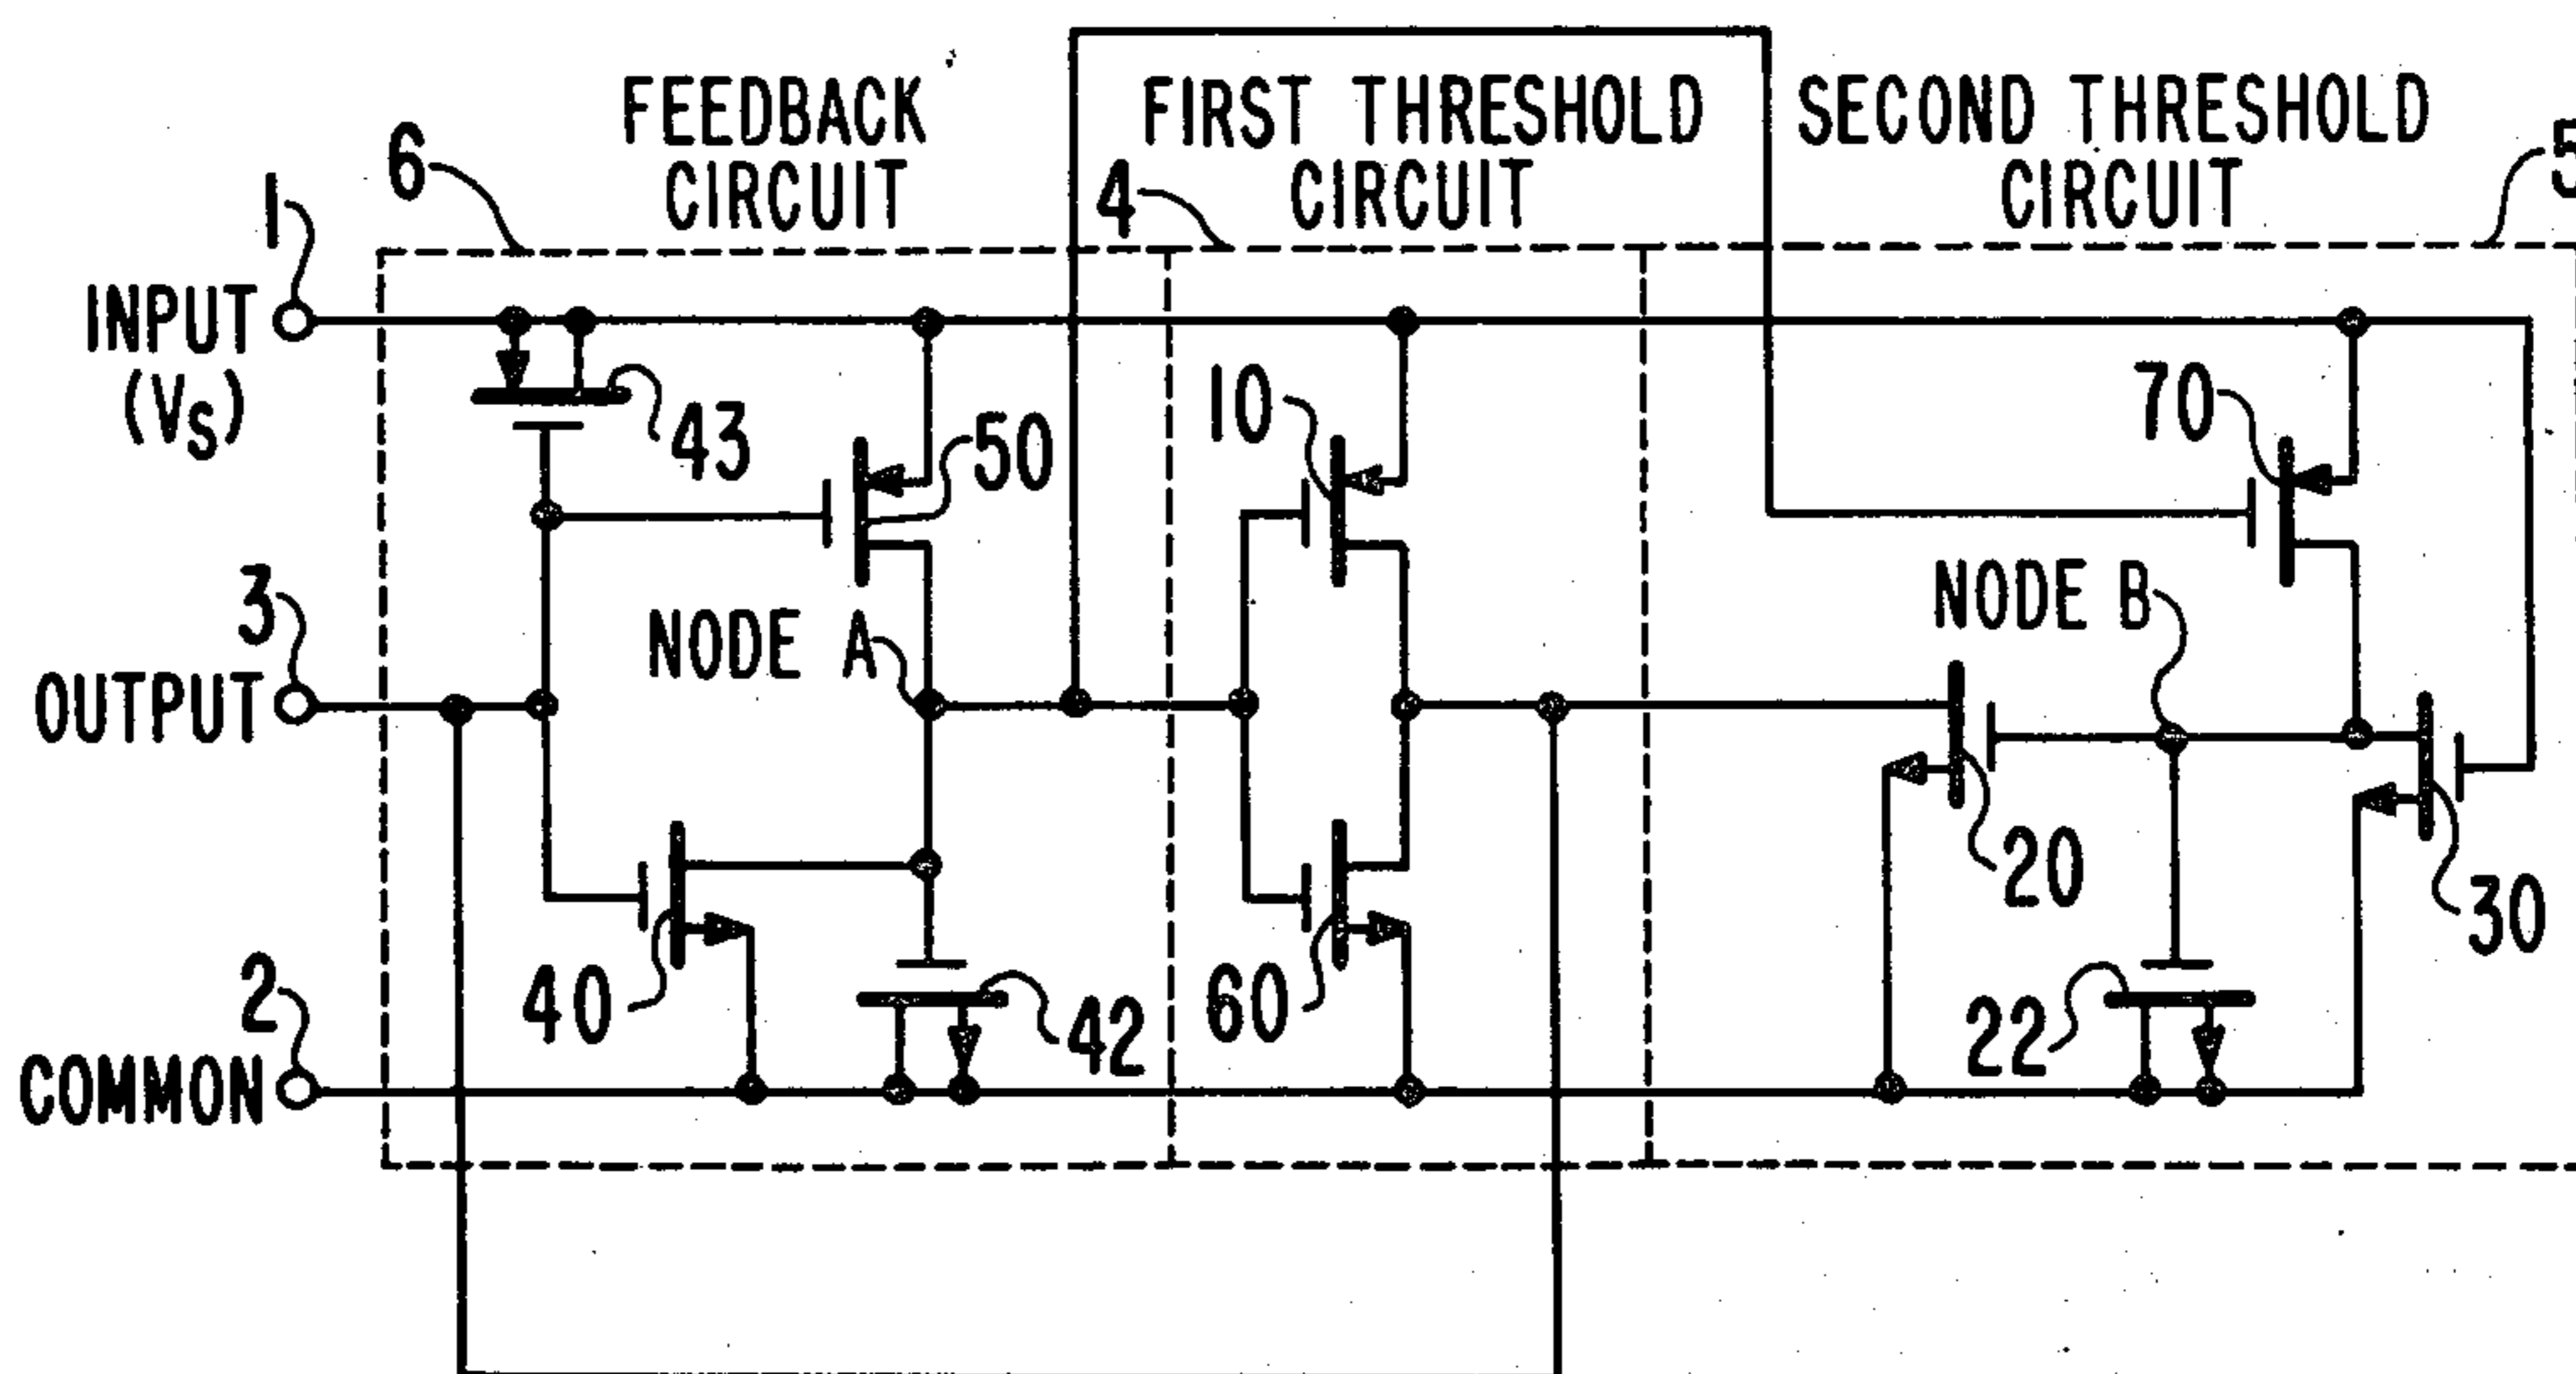 FEEDBACK
CIRCUIT
FIRST THRESHOLD
CIRCUIT
SECOND THRESHOLD
CIRCUIT
6
4
5
1
INPUT
(VS)
43
50
10
70
3
OUTPUT
NODE A
NODE B
20
30
2
COMMON
40
42
60
22